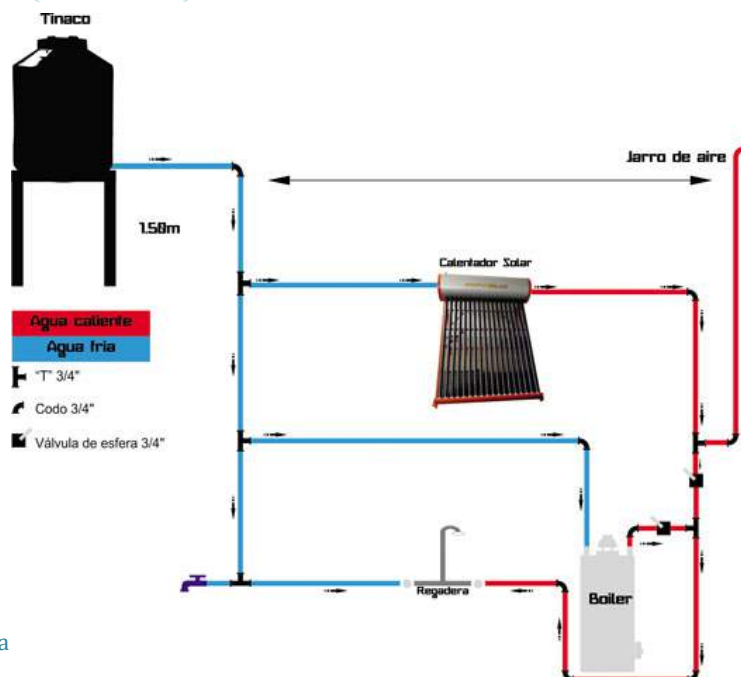 Tinaco
Jarro de aire
1.50m
Calentador Solar
Agua caliente
Agua fria
"T" 3/4"
Codo 3/4"
Válvula de esfera 3/4"
Regadera
Boiler
a